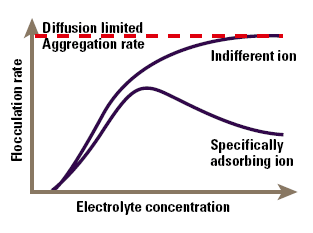 Diffusion limited
Aggregation rate
Indifferent ion
Flocculation rate
Specifically
adsorbing ion
Electrolyte concentration